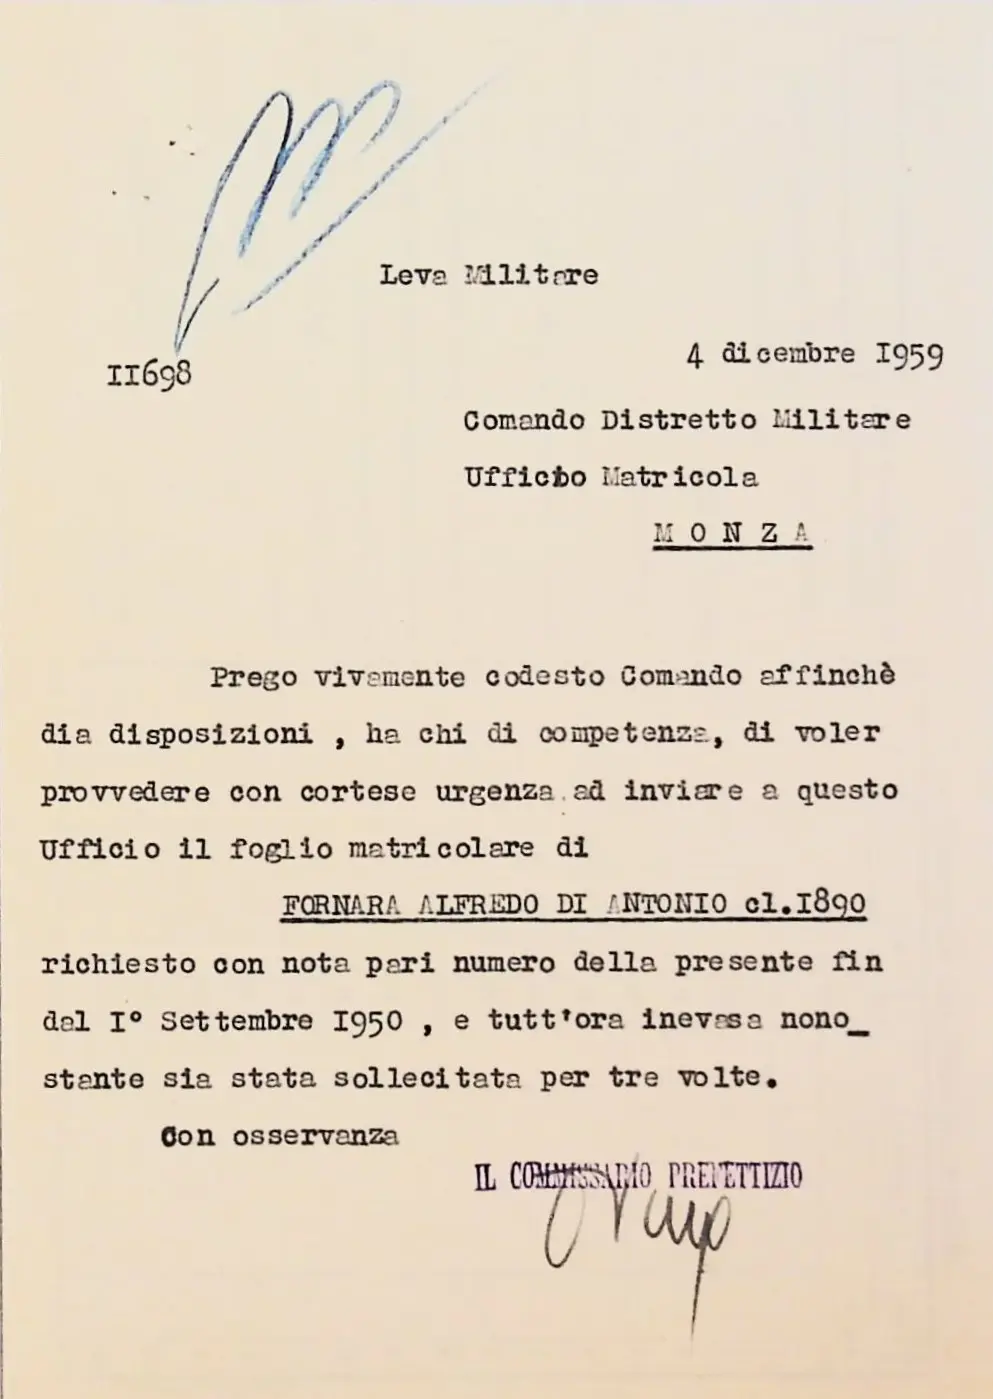 Leva Militare
4 dicembre I959
II698
Comando Distretto Militare
Ufficio Matricola
M O N Z A
Prego vivamente codesto Comando affinchè
dia disposizioni , ha chi di competenza, di voler
provvedere con cortese urgenza ad inviare a questo
Ufficio il foglio matricolare di
FORNARA ALFREDO DI ANTONIO cl.I890
richiesto con nota pari numero della presente fin
dal I° Settembre I950 , e tutt'ora inevasa nono_
stante sia stata sollecitata per tre volte.
Con osservanza
IL COMMISSARIO PREFETTIZIO